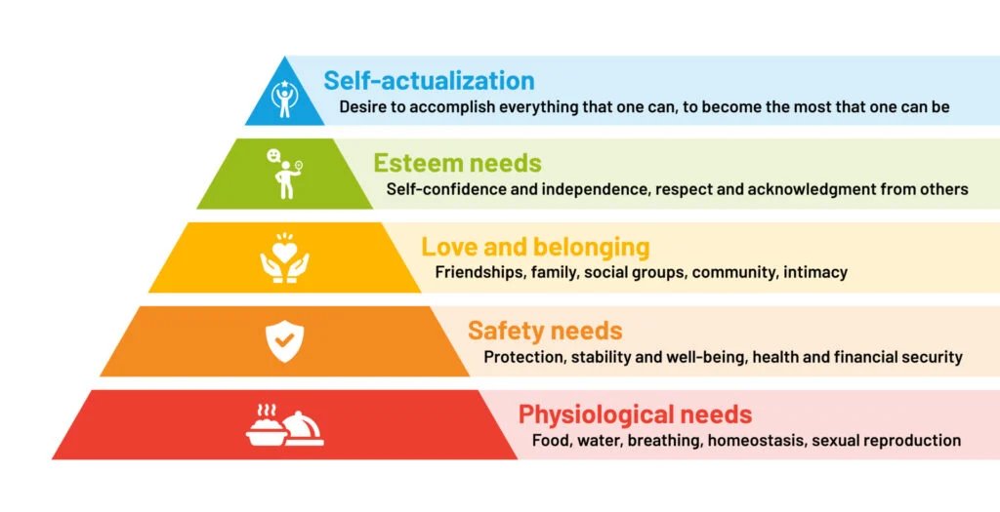 Self-actualization
Desire to accomplish everything that one can, to become the most that one can be
Esteem needs
Self-confidence and independence, respect and acknowledgment from others
Love and belonging
Friendships, family, social groups, community, intimacy
Safety needs
Protection, stability and well-being, health and financial security
Physiological needs
Food, water, breathing, homeostasis, sexual reproduction